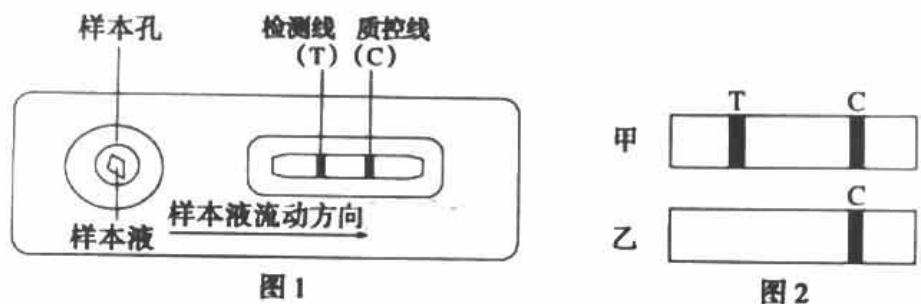 样本孔
检测线 质控线
(T) (C)
样本液流动方向
样本液
图1
T C
甲
C
乙
图2